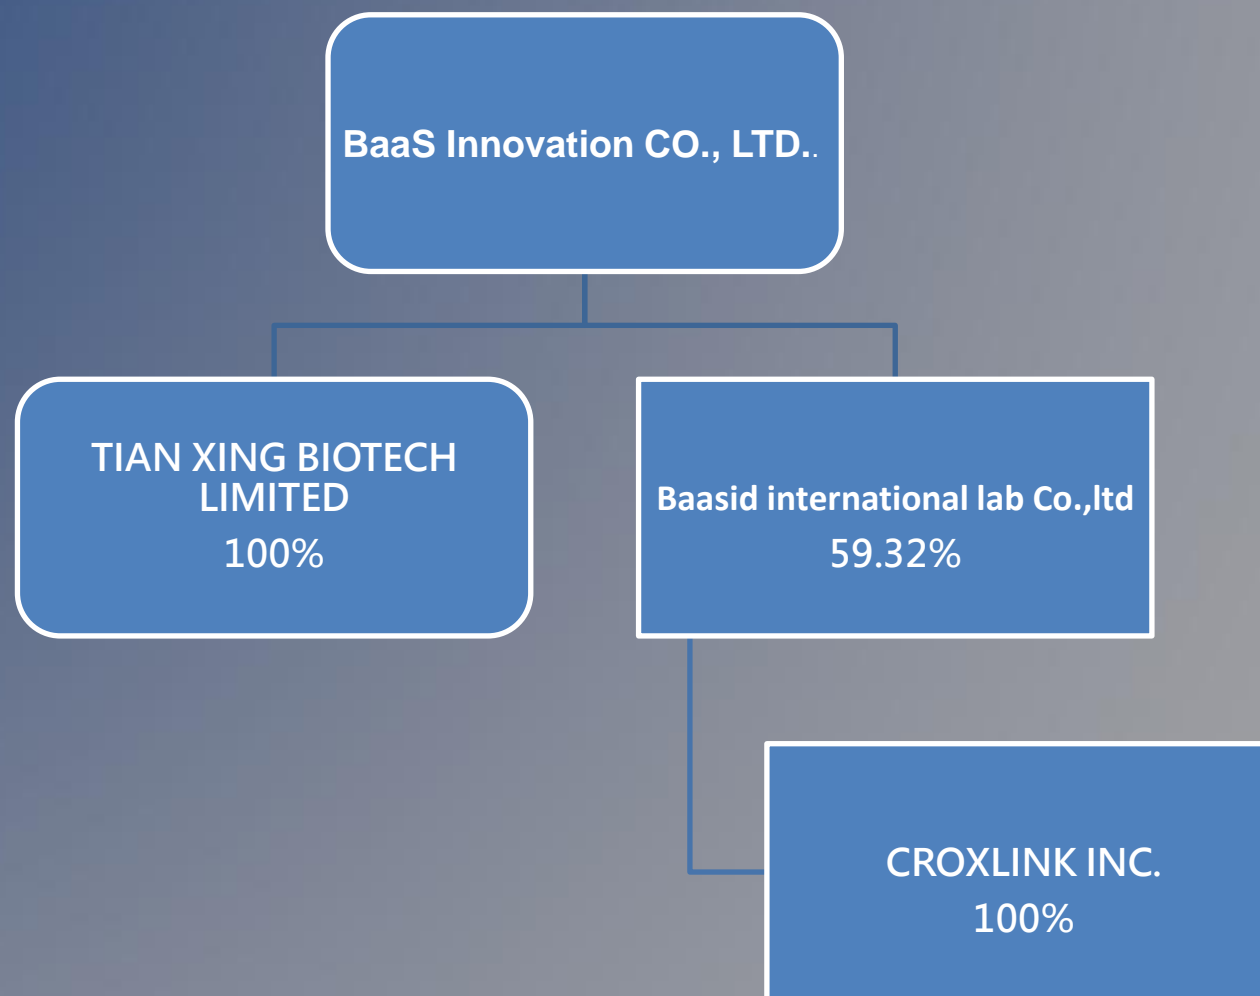 BaaS Innovation CO., LTD..
TIAN XING BIOTECH
LIMITED
100%
Baasid international lab Co.,ltd
59.32%
CROXLINK INC.
100%